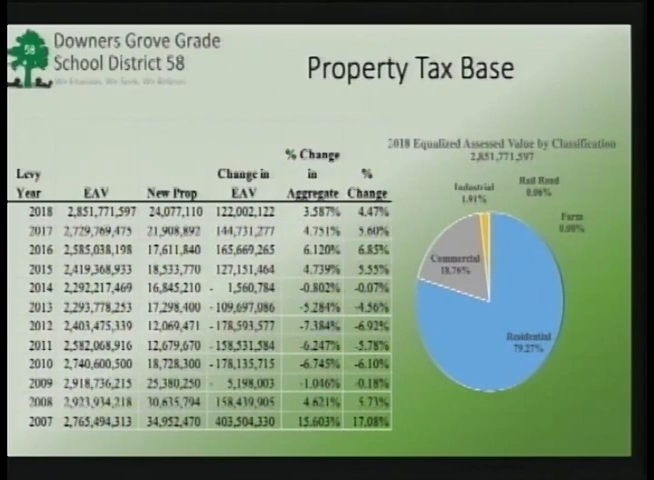 58
Downers Grove Grade
School District 58
Property Tax Base
% Change
Levy Change in in %
Year EAV New Prop EAV Aggregate Change
2018 2,851,771,597 24,077,110 122,002,122 3.587% 4.47%
2017 2,729,769,475 21,908,892 144,731,277 4.751% 5.60%
2016 2,585,038,198 17,611,840 165,669,265 6.120% 6.85%
2015 2,419,368,933 18,533,770 127,151,464 4.739% 5.55%
2014 2,292,217,469 16,845,210 - 1,560,784 -0.802% -0.07%
2013 2,293,778,253 17,298,400 -109,697,086 -5.284% -4.56%
2012 2,403,475,339 12,069,471 -178,593,577 -7.384% -6.92%
2011 2,582,068,916 12,679,670 -158,531,584 -6.247% -5.78%
2010 2,740,600,500 18,728,300 -178,135,715 -6.745% -6.10%
2009 2,918,736,215 25,380,250 - 5,198,003 -1.046% -0.18%
2008 2,923,934,218 30,635,794 158,439,905 4.621% 5.73%
2007 2,765,494,313 34,952,470 403,504,330 15.603% 17.08%
2018 Equalized Assessed Value by Classification
2,851,771,597
Industrial
1.91%
Rail Road
0.06%
Farm
0.00%
Commercial
18.76%
Residential
79.27%